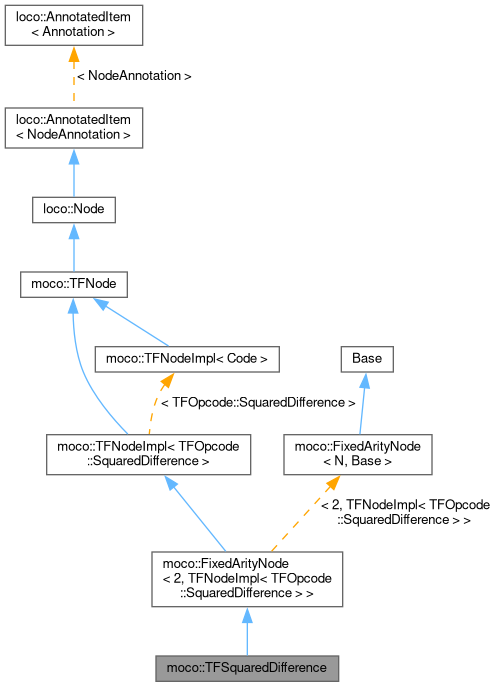 loco::AnnotatedItem
< Annotation >
< NodeAnnotation >
loco::AnnotatedItem
< NodeAnnotation >
loco::Node
moco::TFNode
moco::TFNodeImpl< Code >
Base
< TFOpcode::SquaredDifference >
moco::TFNodeImpl< TFOpcode
::SquaredDifference >
moco::FixedArityNode
< N, Base >
< 2, TFNodeImpl< TFOpcode
::SquaredDifference > >
moco::FixedArityNode
< 2, TFNodeImpl< TFOpcode
::SquaredDifference > >
moco::TFSquaredDifference